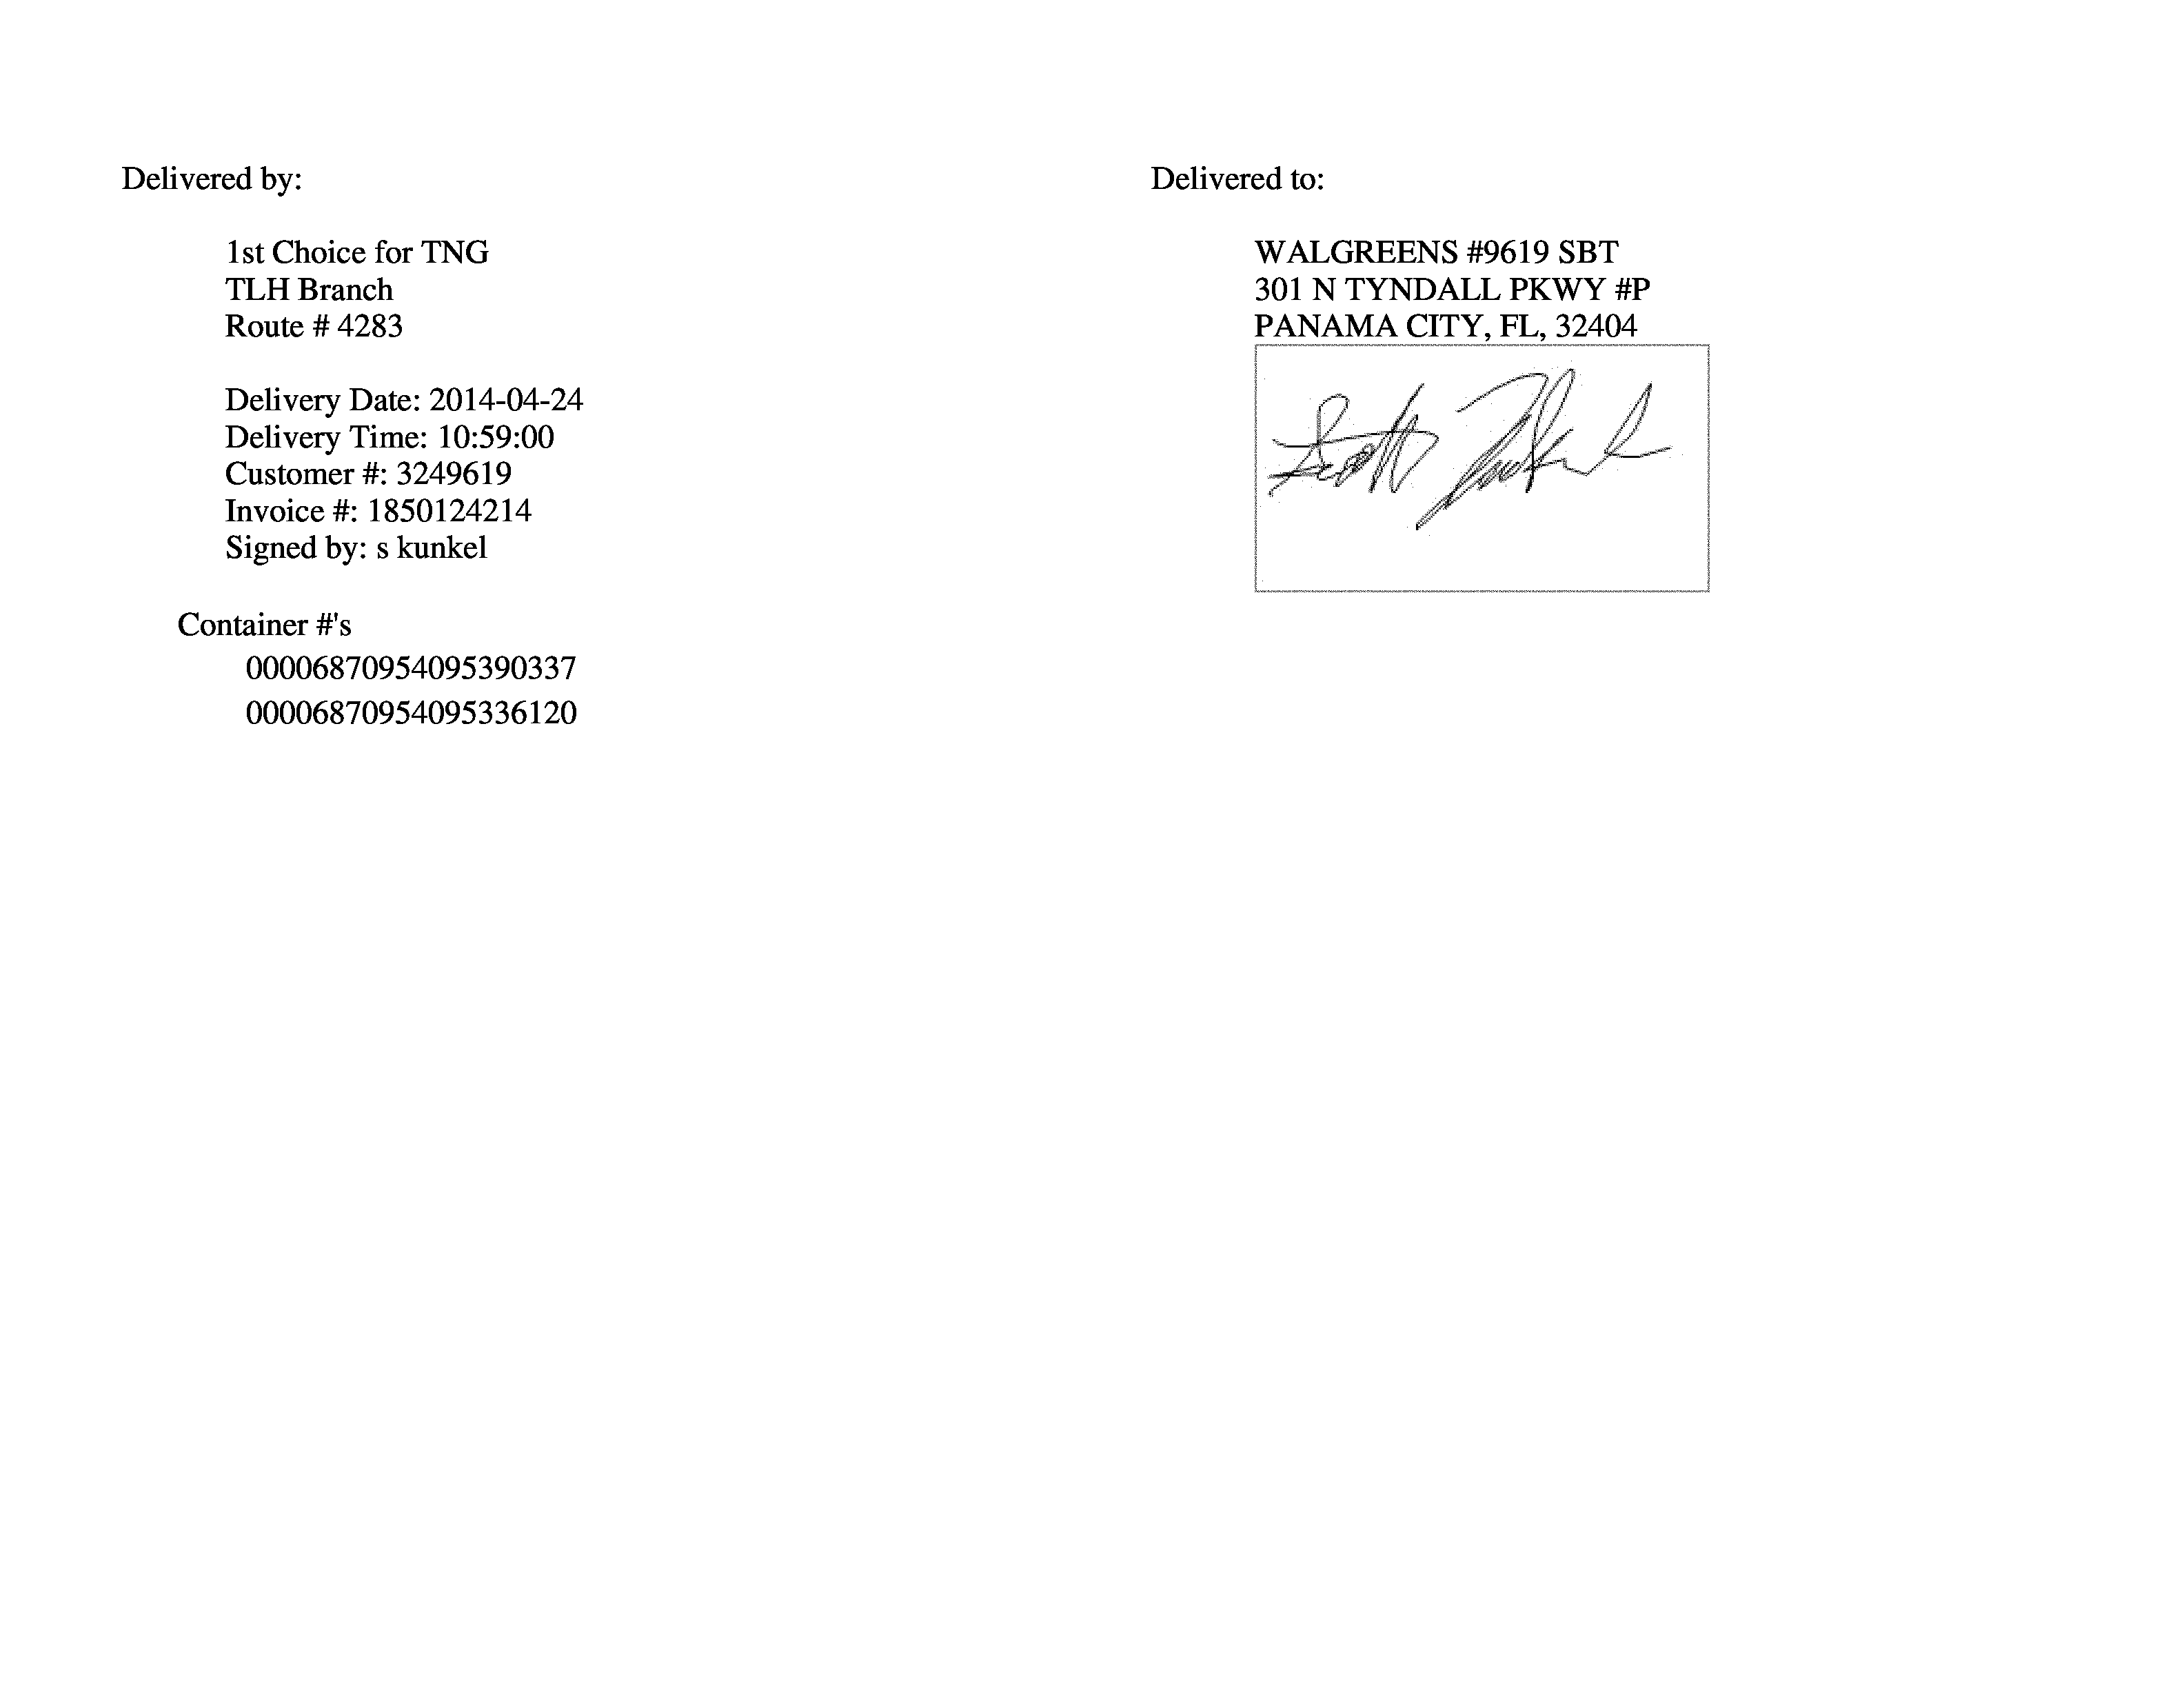 Delivered by:
1st Choice for TNG
TLH Branch
Route # 4283
Delivery Date: 2014-04-24
Delivery Time: 10:59:00
Customer #: 3249619
Invoice #: 1850124214
Signed by: s kunkel
Container #'s
00006870954095390337
00006870954095336120
Delivered to:
WALGREENS #9619 SBT
301 N TYNDALL PKWY #P
PANAMA CITY, FL, 32404
Scott